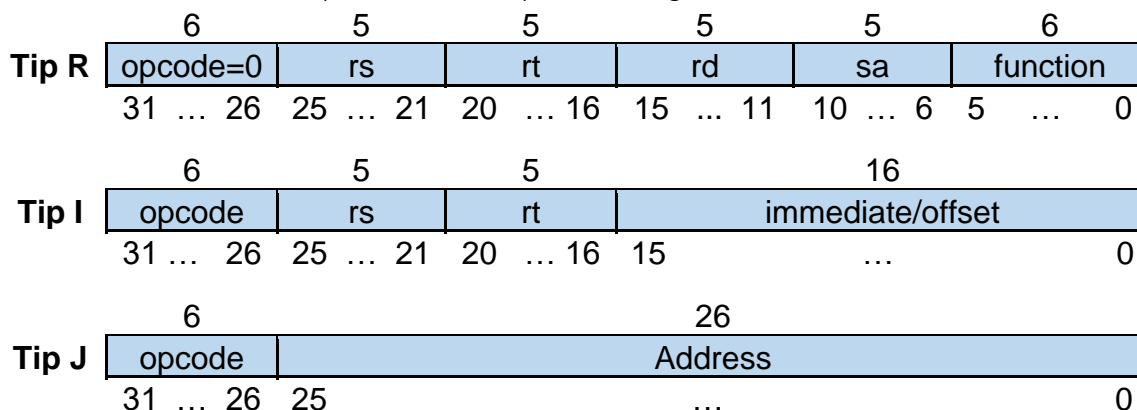 6 5 5 5 5 6
Tip R opcode=0 rs rt rd sa function
31 … 26 25 … 21 20 … 16 15 ... 11 10 … 6 5 … 0
6 5 5 16
Tip I opcode rs rt immediate/offset
31 … 26 25 … 21 20 … 16 15 … 0
6 26
Tip J opcode Address
31 … 26 25 … 0